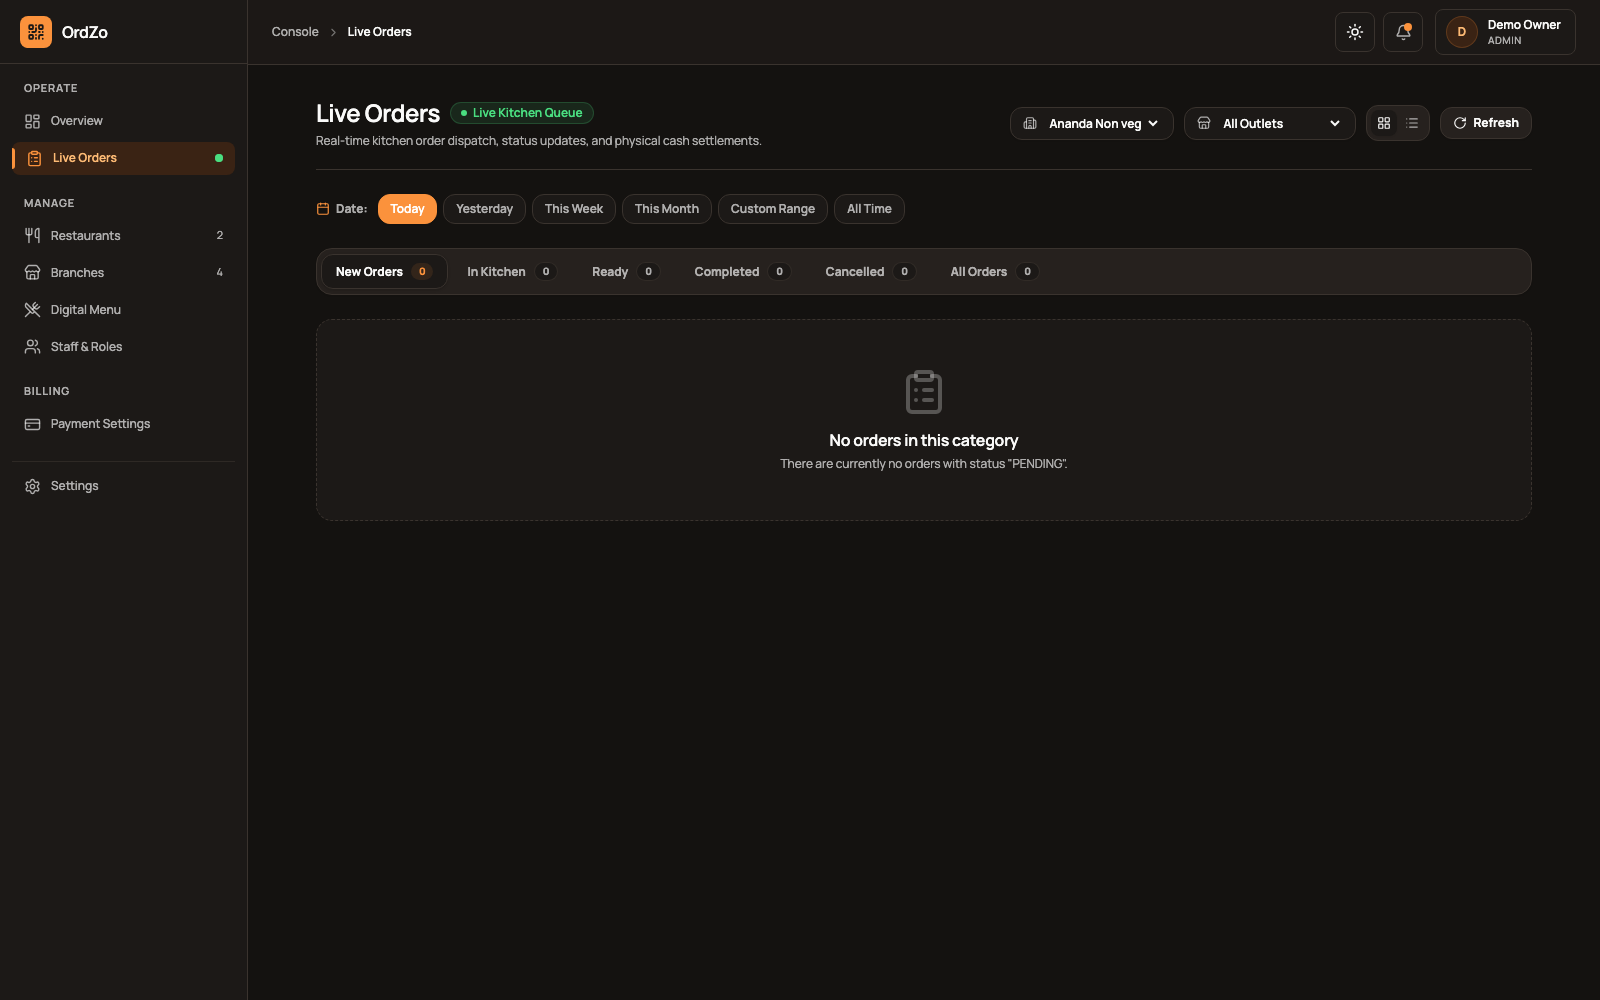 OrdZo
Console > Live Orders
D
Demo Owner
ADMIN
OPERATE
Overview
Live Orders
MANAGE
Restaurants 2
Branches 4
Digital Menu
Staff & Roles
BILLING
Payment Settings
Settings
Live Orders
Live Kitchen Queue
Real-time kitchen order dispatch, status updates, and physical cash settlements.
Ananda Non veg
All Outlets
Refresh
Date: Today Yesterday This Week This Month Custom Range All Time
New Orders 0 In Kitchen 0 Ready 0 Completed 0 Cancelled 0 All Orders 0
No orders in this category
There are currently no orders with status "PENDING".